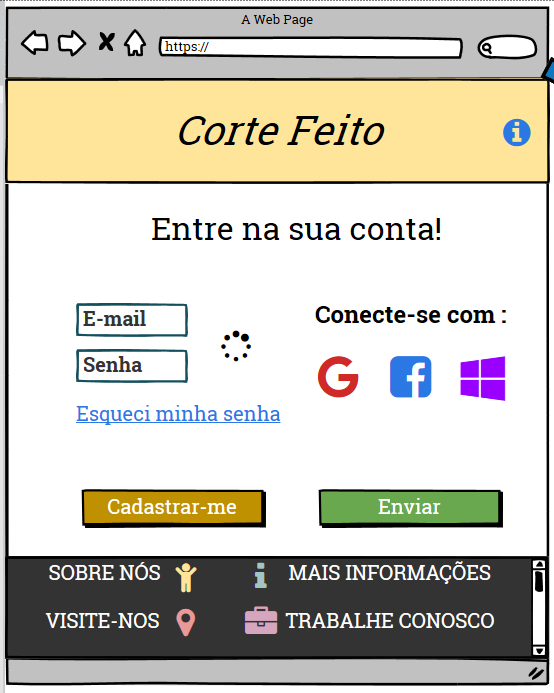 A Web Page
https://
Corte Feito
Entre na sua conta!
E-mail
Senha
Esqueci minha senha
Conecte-se com :
Cadastrar-me
Enviar
SOBRE NÓS
MAIS INFORMAÇÕES
VISITE-NOS
TRABALHE CONOSCO